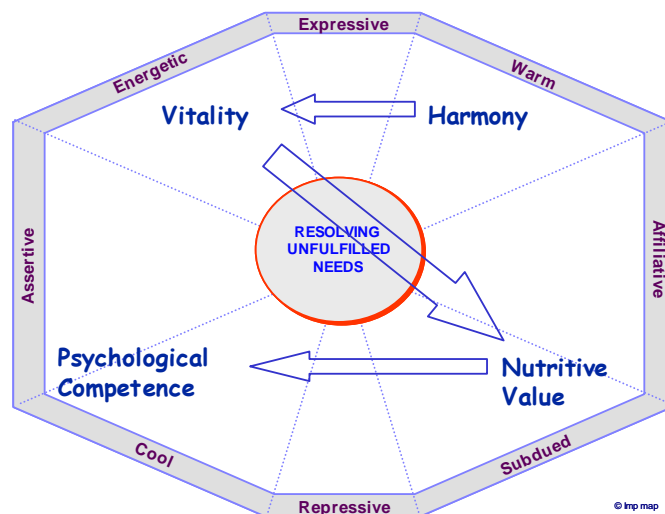 Expressive
Energetic
Warm
Vitality
Harmony
RESOLVING
UNFULFILLED
NEEDS
Assertive
Affiliative
Psychological
Competence
Nutritive
Value
Cool
Subdued
Repressive
© Imp map